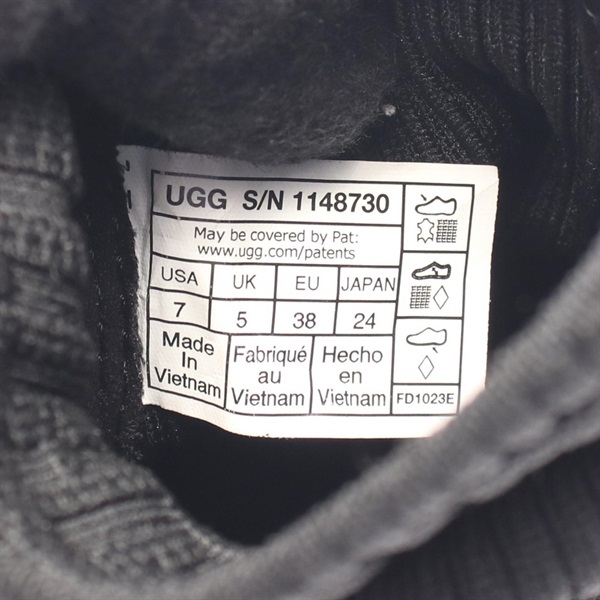 UGG S/N 1148730
May be covered by Pat:
www.ugg.com/patents
USA UK EU JAPAN
7 5 38 24
Made In Vietnam
Fabriqué au Vietnam
Hecho en Vietnam
FD1023E